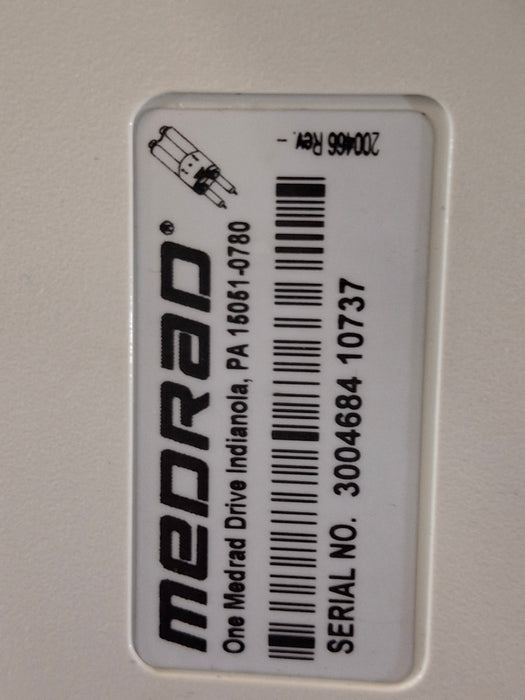 MEDRAD®
One Medrad Drive Indianola, PA 15051-0780
SERIAL NO. 3004684 10737
200466 Rev. -